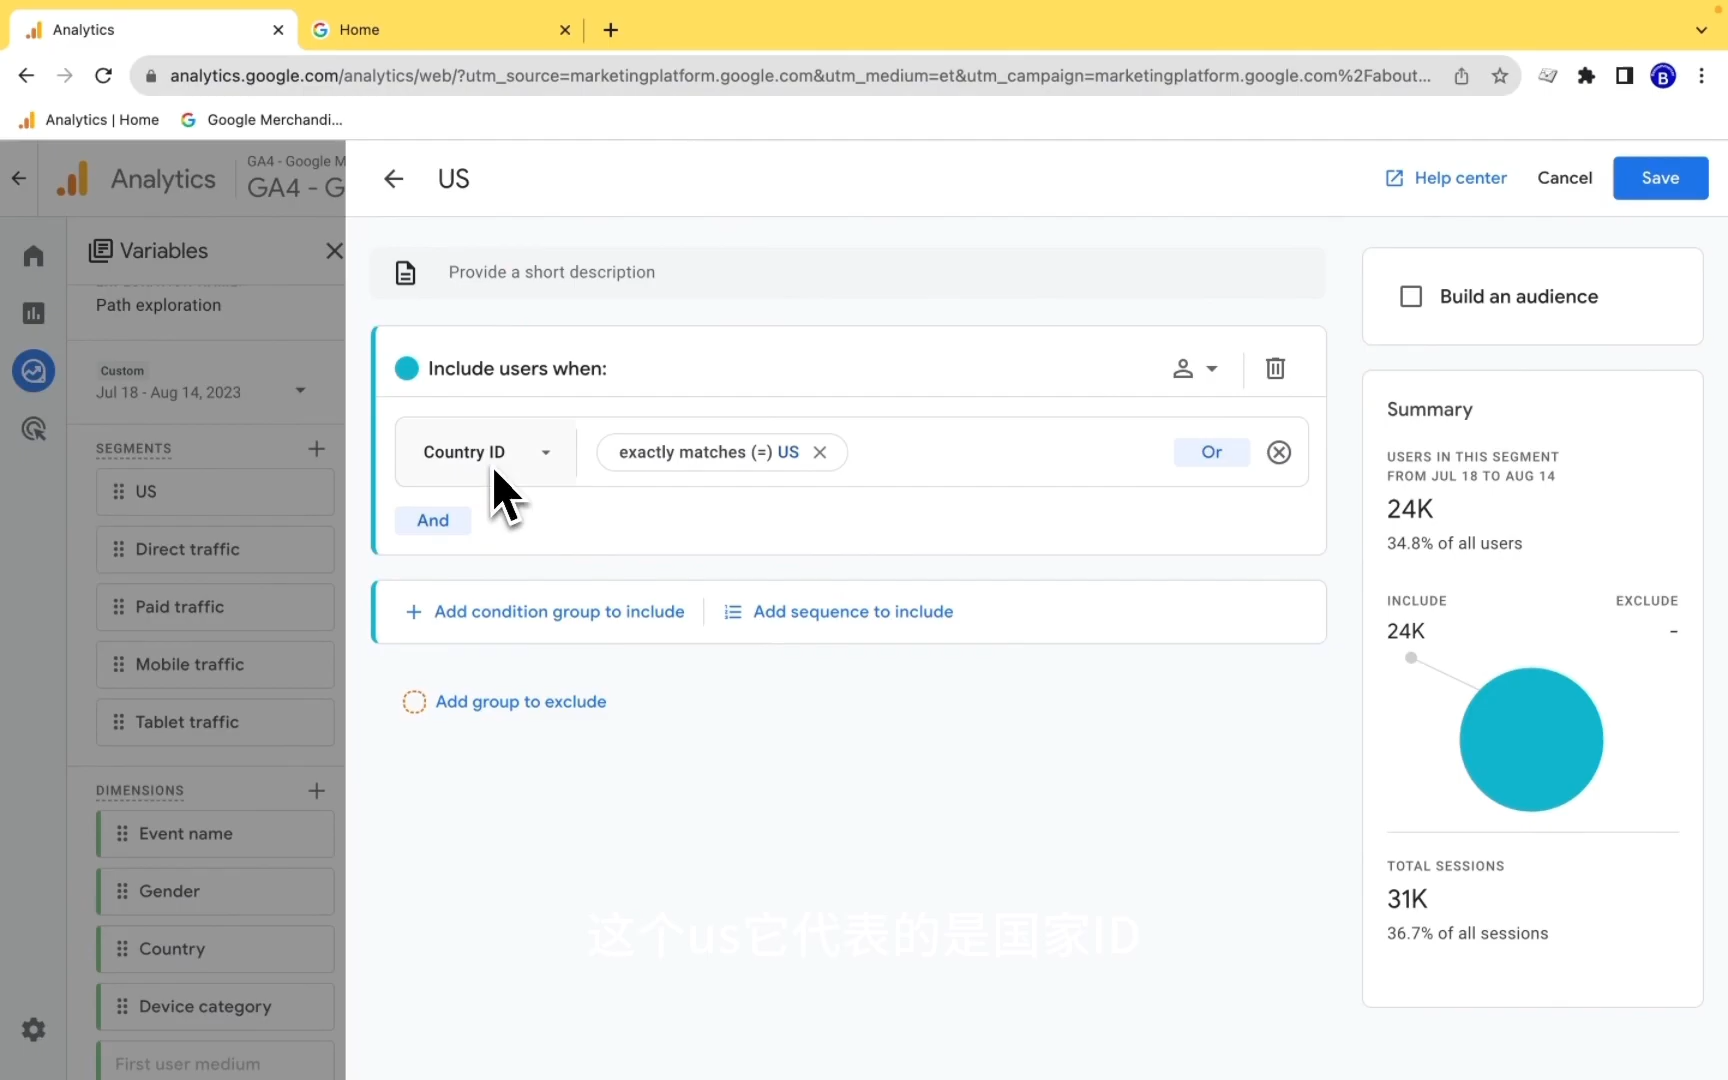 Analytics
Home
analytics.google.com/analytics/web/?utm_source=marketingplatform.google.com&utm_medium=et&utm_campaign=marketingplatform.google.com%2Fabout...
B
Analytics | Home
Google Merchandi...
Analytics
GA4 - Google M
GA4 - G
US
Help center
Cancel
Save
Variables
Path exploration
Custom
Jul 18 - Aug 14, 2023
SEGMENTS
US
Direct traffic
Paid traffic
Mobile traffic
Tablet traffic
DIMENSIONS
Event name
Gender
Country
Device category
First user medium
Provide a short description
Include users when:
Country ID
exactly matches (=) US
Or
And
Add condition group to include
Add sequence to include
Add group to exclude
这个us它代表的是国家ID
Build an audience
Summary
USERS IN THIS SEGMENT
FROM JUL 18 TO AUG 14
24K
34.8% of all users
INCLUDE
EXCLUDE
24K
-
TOTAL SESSIONS
31K
36.7% of all sessions